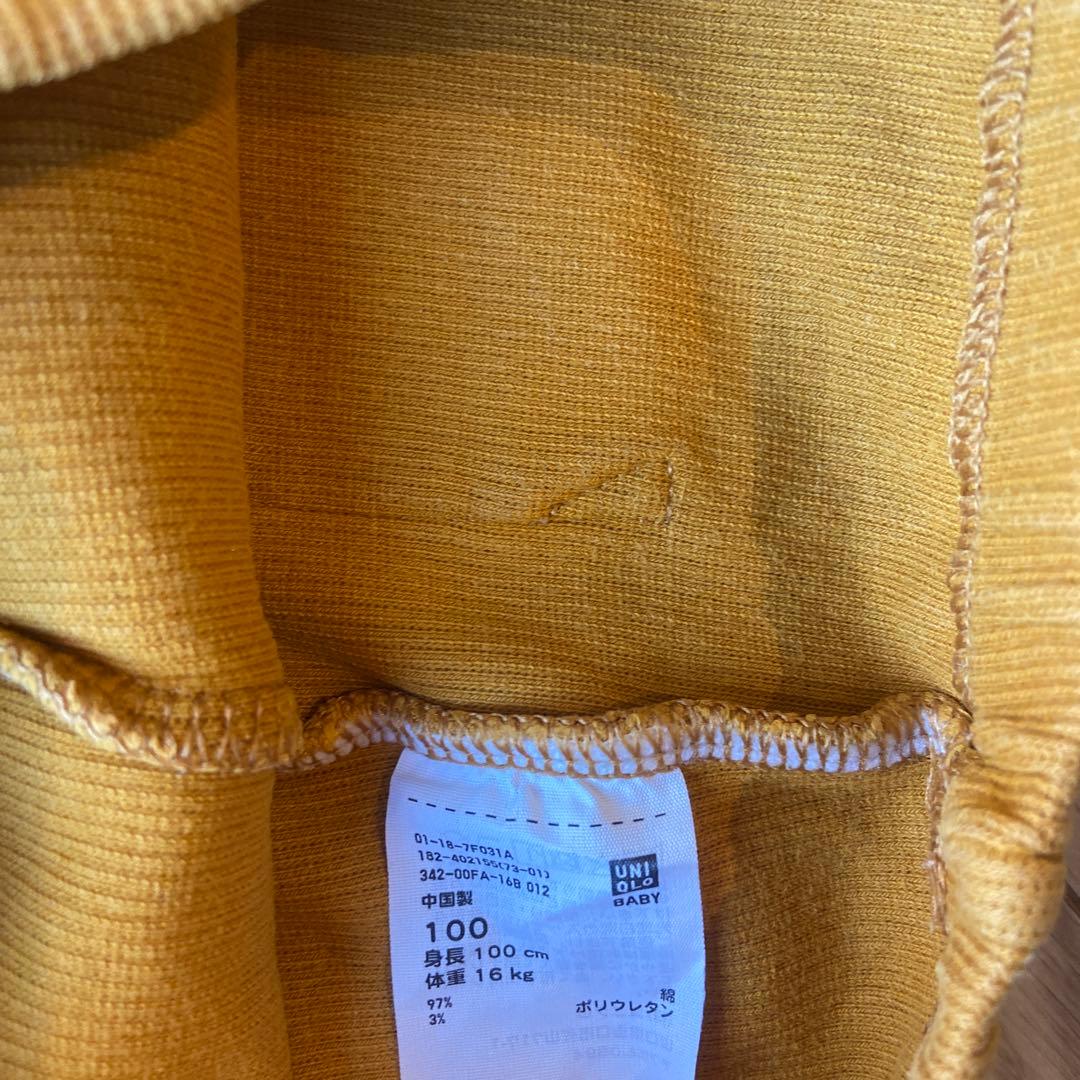 01-18-7F031A
182-402155(73-01)
342-00FA-16B 012
UNI
QLO
BABY
中国製
100
身長 100 cm
体重 16 kg
97% 綿
3% ポリウレタン